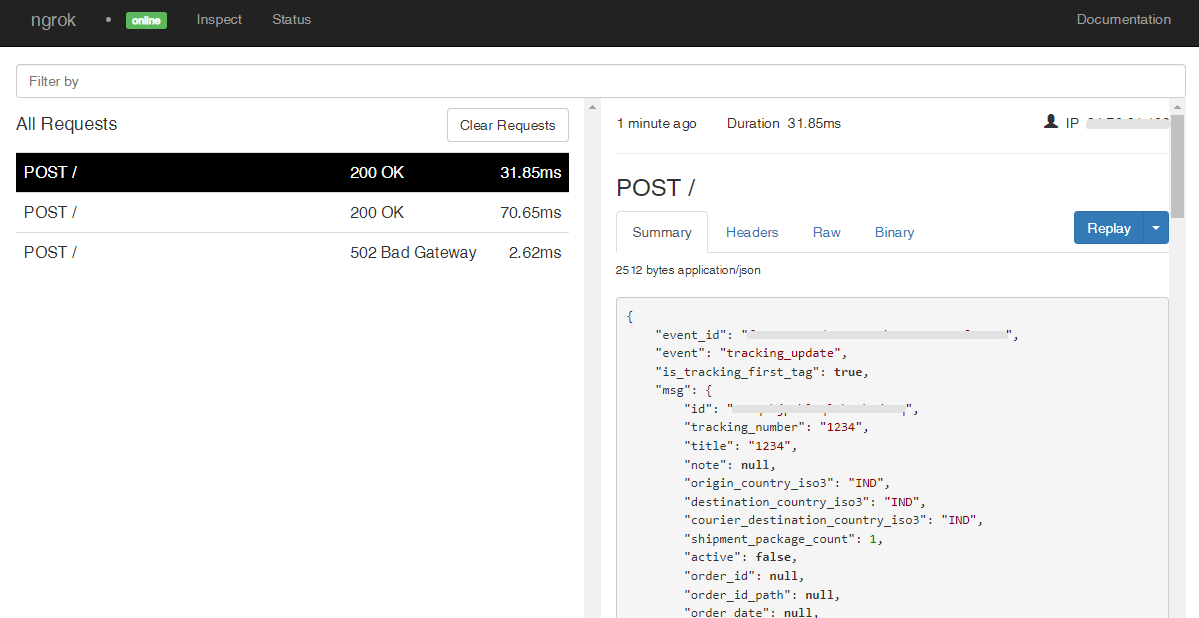 ngrok • online Inspect Status Documentation
Filter by
All Requests Clear Requests
POST / 200 OK 31.85ms
POST / 200 OK 70.65ms
POST / 502 Bad Gateway 2.62ms
1 minute ago Duration 31.85ms IP
POST /
Summary Headers Raw Binary Replay
2512 bytes application/json
{
"event_id": "",
"event": "tracking_update",
"is_tracking_first_tag": true,
"msg": {
"id": "",
"tracking_number": "1234",
"title": "1234",
"note": null,
"origin_country_iso3": "IND",
"destination_country_iso3": "IND",
"courier_destination_country_iso3": "IND",
"shipment_package_count": 1,
"active": false,
"order_id": null,
"order_id_path": null,
"order_date": null,